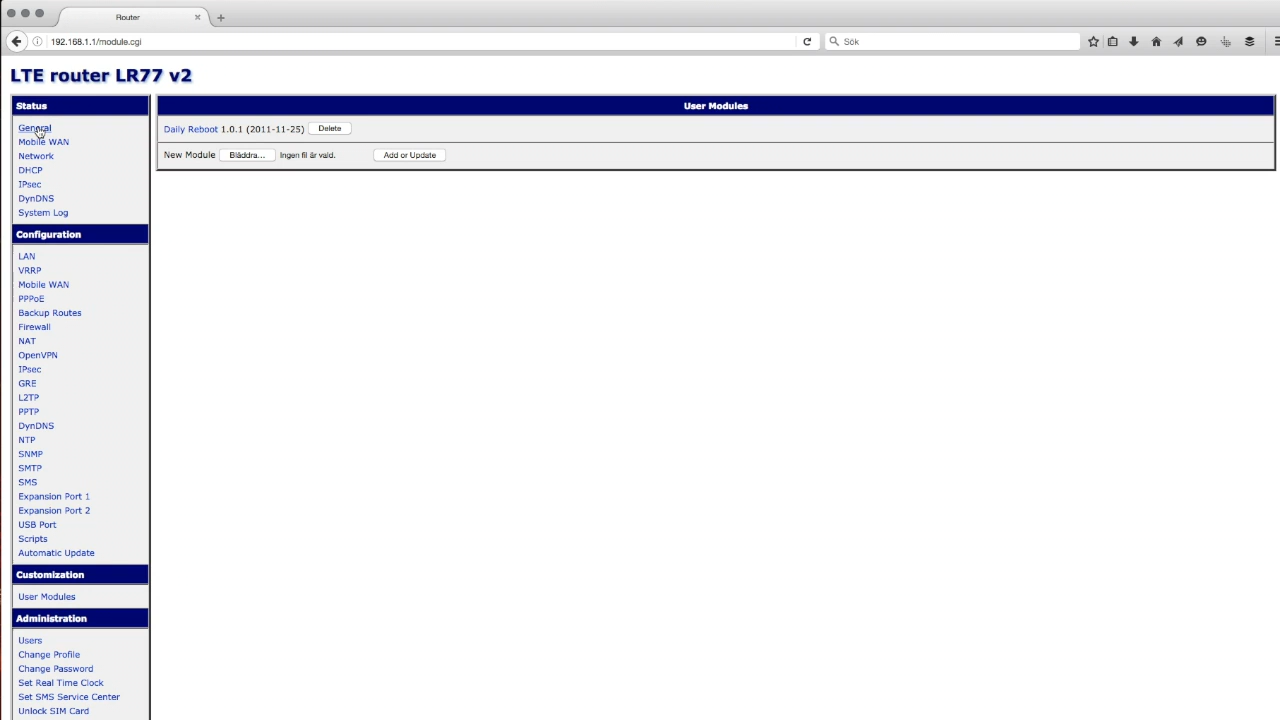 Router
192.168.1.1/module.cgi
Sök
LTE router LR77 v2
Status
General
Mobile WAN
Network
DHCP
IPsec
DynDNS
System Log
Configuration
LAN
VRRP
Mobile WAN
PPPoE
Backup Routes
Firewall
NAT
OpenVPN
IPsec
GRE
L2TP
PPTP
DynDNS
NTP
SNMP
SMTP
SMS
Expansion Port 1
Expansion Port 2
USB Port
Scripts
Automatic Update
Customization
User Modules
Administration
Users
Change Profile
Change Password
Set Real Time Clock
Set SMS Service Center
Unlock SIM Card
User Modules
Daily Reboot 1.0.1 (2011-11-25) Delete
New Module Bläddra... Ingen fil är vald. Add or Update